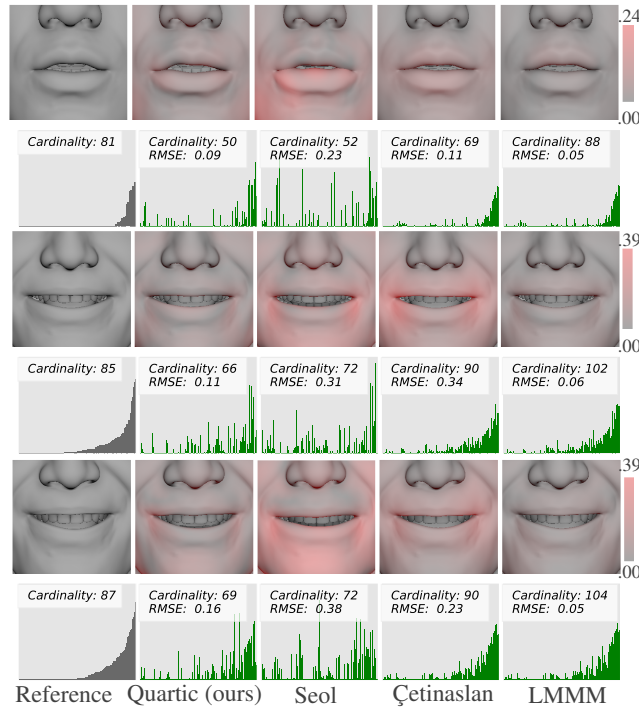 .24
.00
Cardinality: 81
Cardinality: 50
RMSE: 0.09
Cardinality: 52
RMSE: 0.23
Cardinality: 69
RMSE: 0.11
Cardinality: 88
RMSE: 0.05
.39
.00
Cardinality: 85
Cardinality: 66
RMSE: 0.11
Cardinality: 72
RMSE: 0.31
Cardinality: 90
RMSE: 0.34
Cardinality: 102
RMSE: 0.06
.39
.00
Cardinality: 87
Cardinality: 69
RMSE: 0.16
Cardinality: 72
RMSE: 0.38
Cardinality: 90
RMSE: 0.23
Cardinality: 104
RMSE: 0.05
Reference Quartic (ours) Seol Çetinaslan LMMM